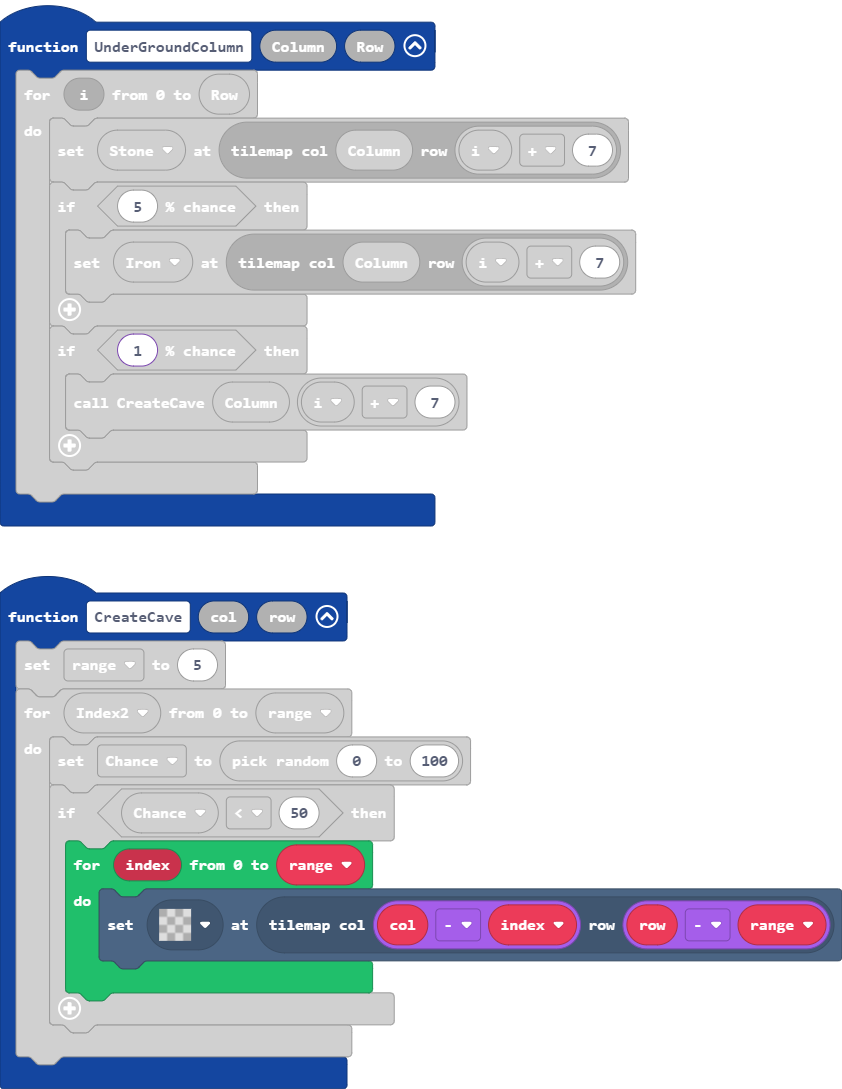 function UnderGroundColumn Column Row
for i from 0 to Row
do
set Stone at tilemap col Column row i + 7
if 5 % chance then
set Iron at tilemap col Column row i + 7
if 1 % chance then
call CreateCave Column i + 7
function CreateCave col row
set range to 5
for Index2 from 0 to range
do
set Chance to pick random 0 to 100
if Chance < 50 then
for index from 0 to range
do
set at tilemap col col - index row row - range